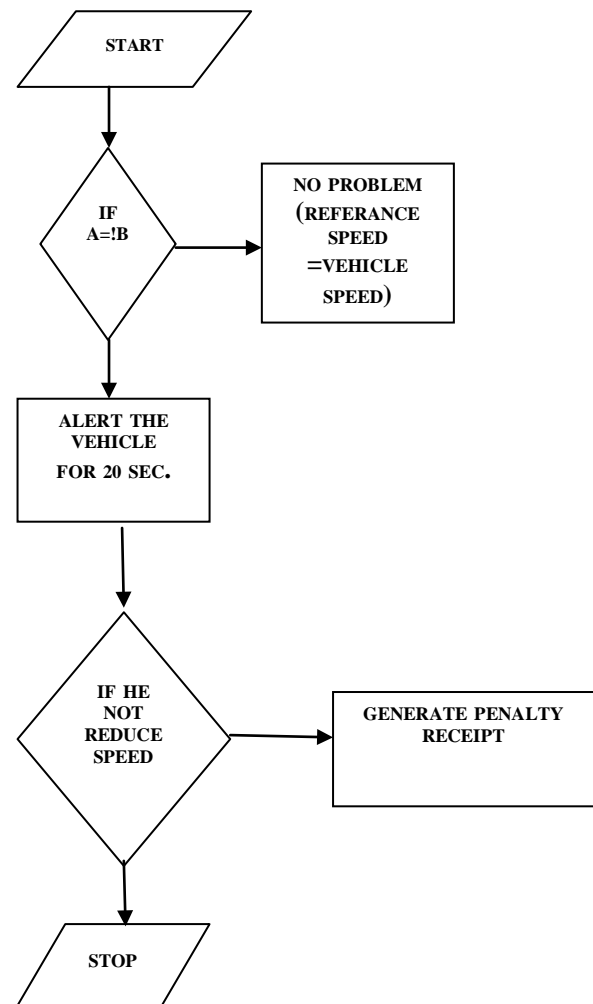 START
IF
A=!B
NO PROBLEM
(REFERANCE
SPEED
=VEHICLE
SPEED)
ALERT THE
VEHICLE
FOR 20 SEC.
IF HE
NOT
REDUCE
SPEED
GENERATE PENALTY
RECEIPT
STOP